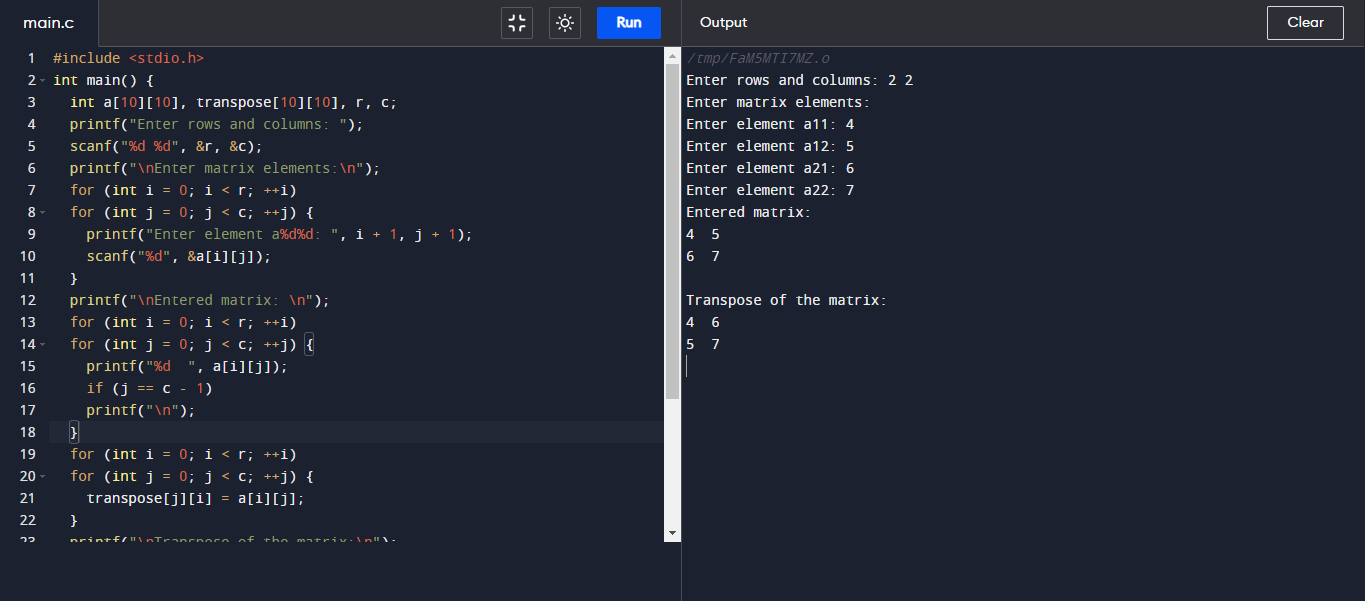 main.c
Run
Output
Clear
1 #include <stdio.h>
2 int main() {
3 int a[10][10], transpose[10][10], r, c;
4 printf("Enter rows and columns: ");
5 scanf("%d %d", &r, &c);
6 printf("\nEnter matrix elements:\n");
7 for (int i = 0; i < r; ++i)
8 for (int j = 0; j < c; ++j) {
9 printf("Enter element a%d%d: ", i + 1, j + 1);
10 scanf("%d", &a[i][j]);
11 }
12 printf("\nEntered matrix: \n");
13 for (int i = 0; i < r; ++i)
14 for (int j = 0; j < c; ++j) {
15 printf("%d  ", a[i][j]);
16 if (j == c - 1)
17 printf("\n");
18 }
19 for (int i = 0; i < r; ++i)
20 for (int j = 0; j < c; ++j) {
21 transpose[j][i] = a[i][j];
22 }
23 printf("\nTranspose of the matrix:\n");
/tmp/FaM5MTI7MZ.o
Enter rows and columns: 2 2
Enter matrix elements:
Enter element a11: 4
Enter element a12: 5
Enter element a21: 6
Enter element a22: 7
Entered matrix:
4  5
6  7
Transpose of the matrix:
4  6
5  7